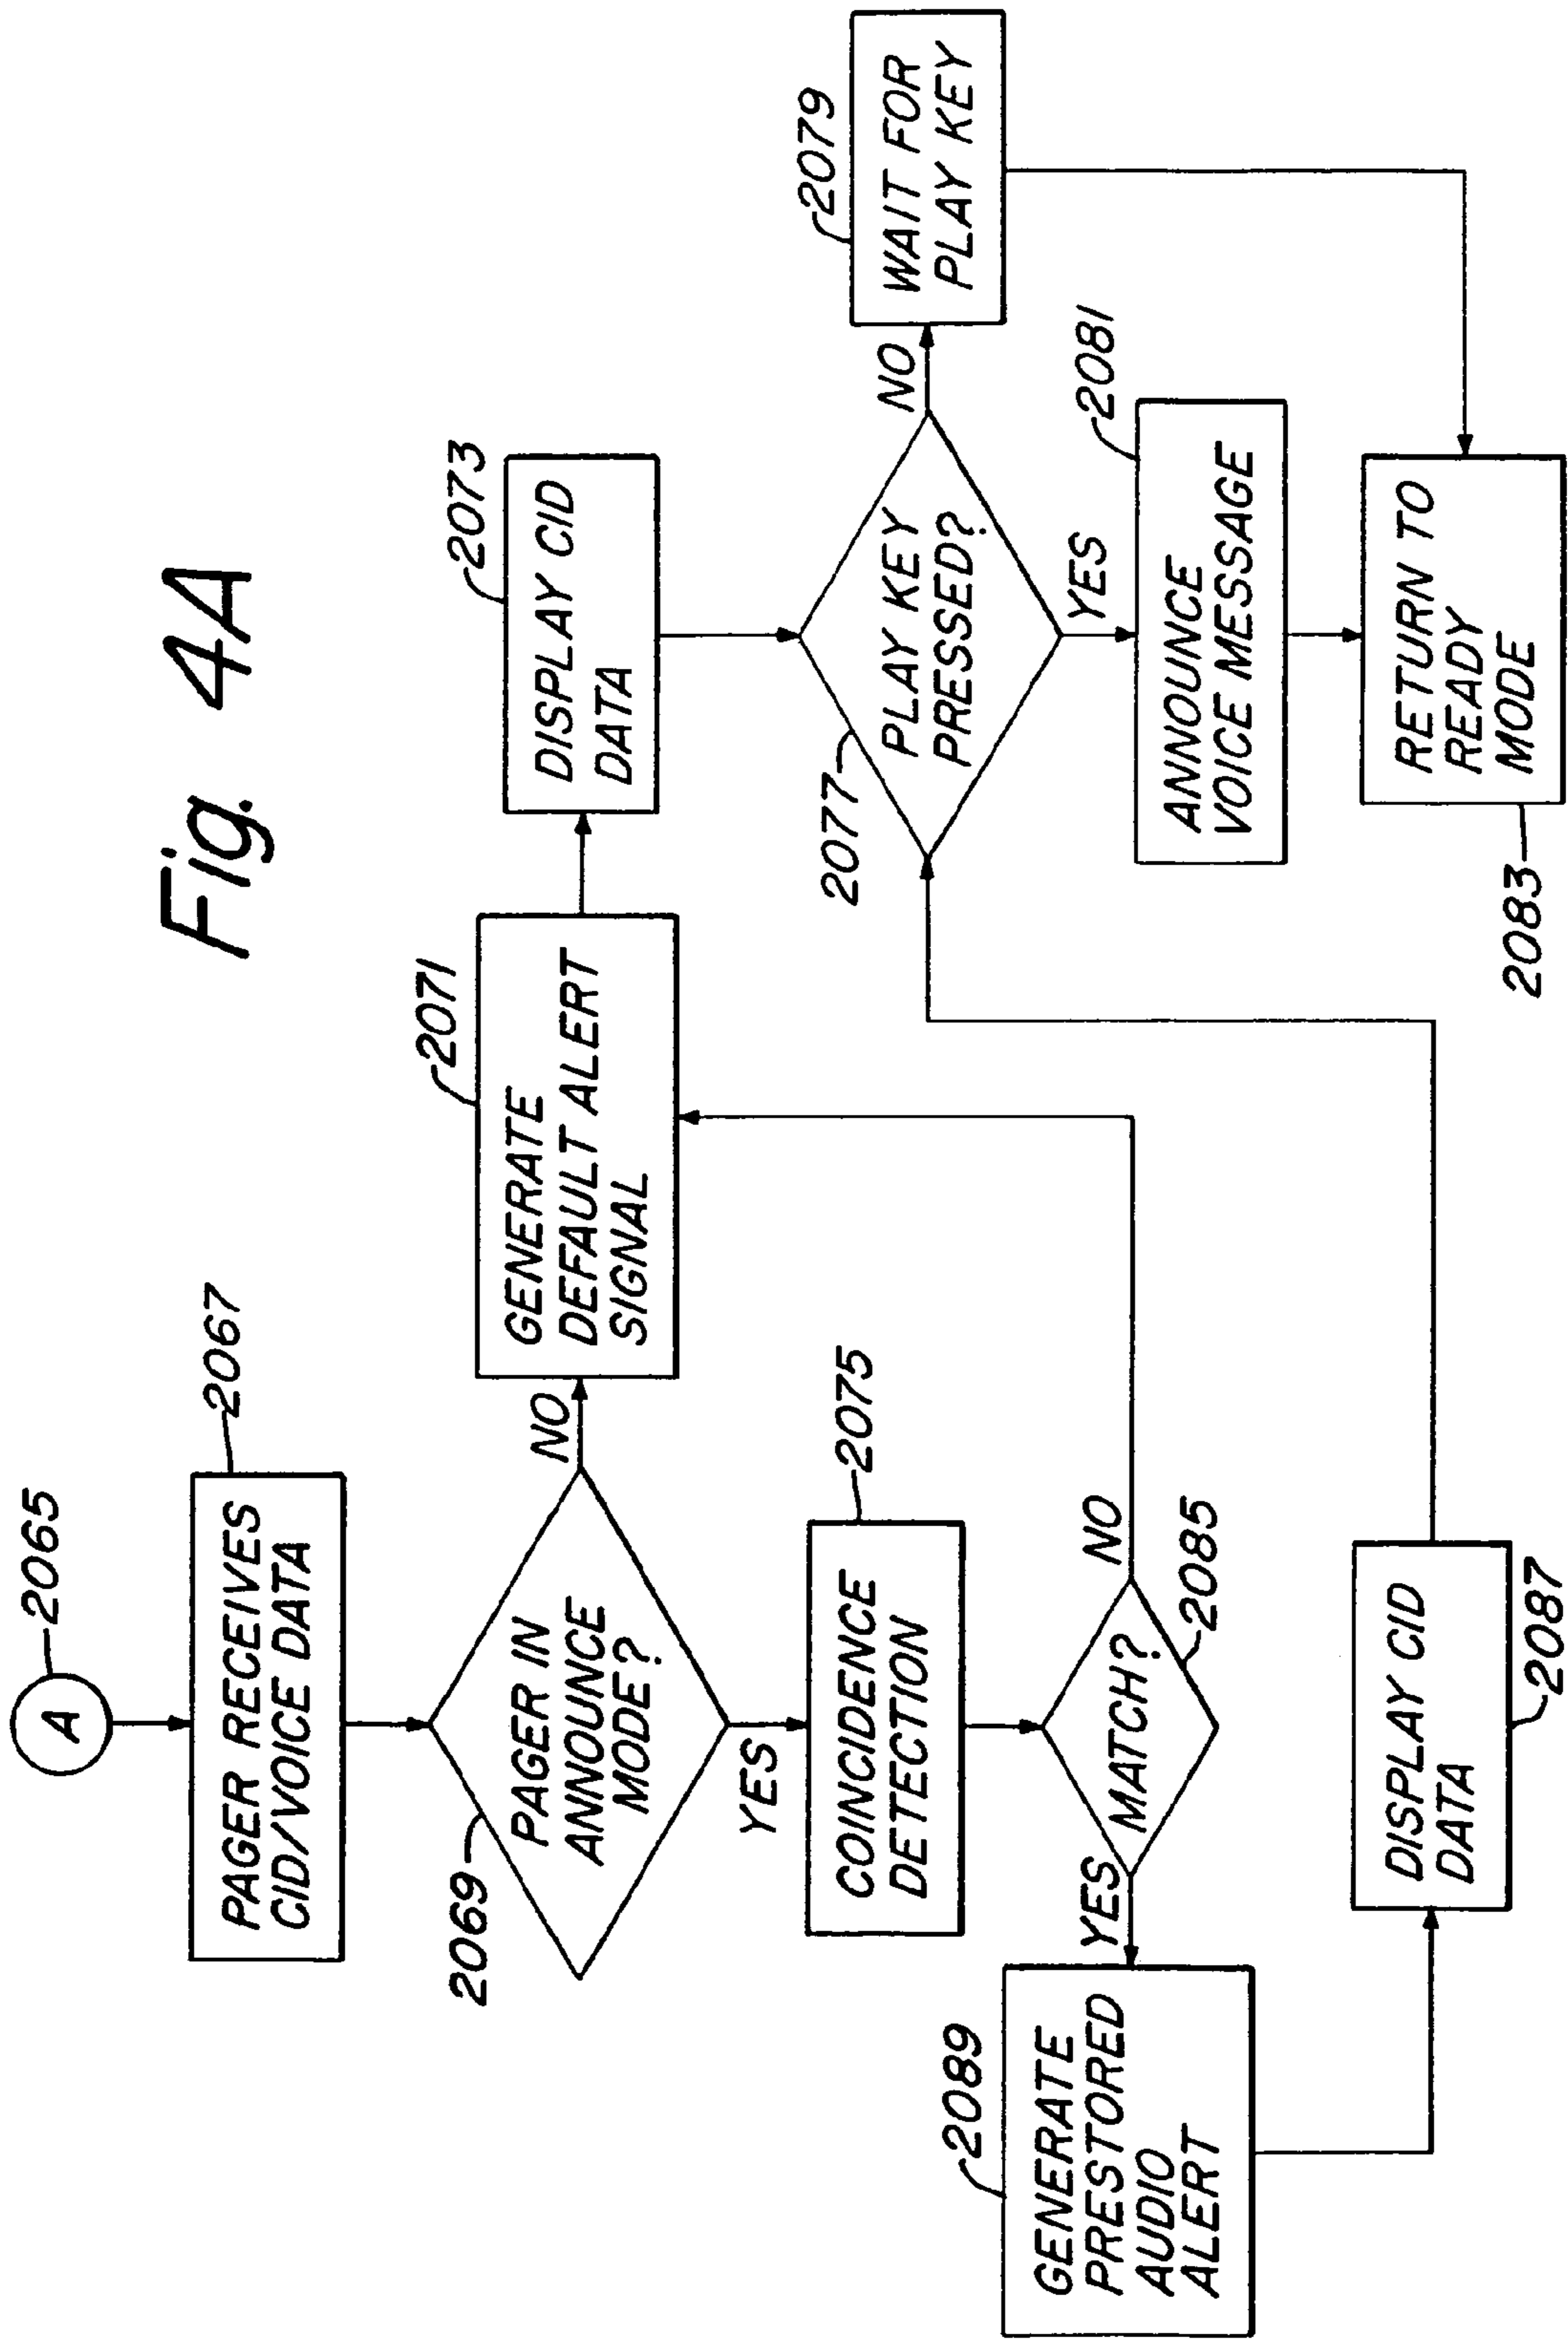 Fig. 4A
A
2065
PAGER RECEIVES
CID/VOICE DATA
2067
PAGER IN
ANNOUNCE
MODE?
2069
NO
YES
GENERATE
DEFAULT ALERT
SIGNAL
2071
DISPLAY CID
DATA
2073
COINCIDENCE
DETECTION
2075
MATCH?
2085
NO
YES
GENERATE
PRESTORED
AUDIO
ALERT
2089
DISPLAY CID
DATA
2087
PLAY KEY
PRESSED?
2077
NO
YES
WAIT FOR
PLAY KEY
2079
ANNOUNCE
VOICE MESSAGE
2081
RETURN TO
READY
MODE
2083